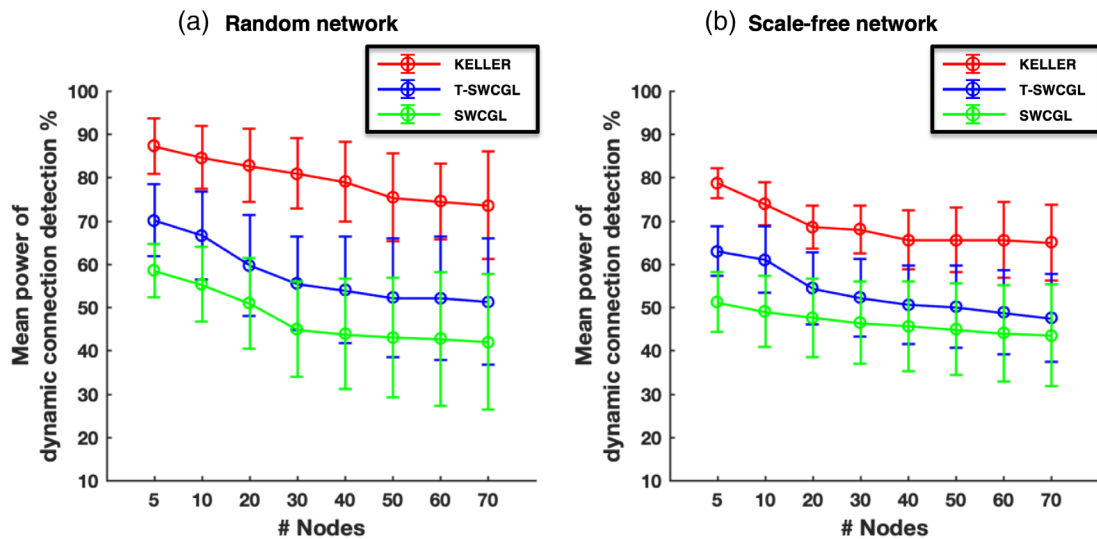 (a) Random network
KELLER
T-SWCGL
SWCGL
Mean power of
dynamic connection detection %
100
90
80
70
60
50
40
30
20
10
5 10 20 30 40 50 60 70
# Nodes
(b) Scale-free network
KELLER
T-SWCGL
SWCGL
Mean power of
dynamic connection detection %
100
90
80
70
60
50
40
30
20
10
5 10 20 30 40 50 60 70
# Nodes